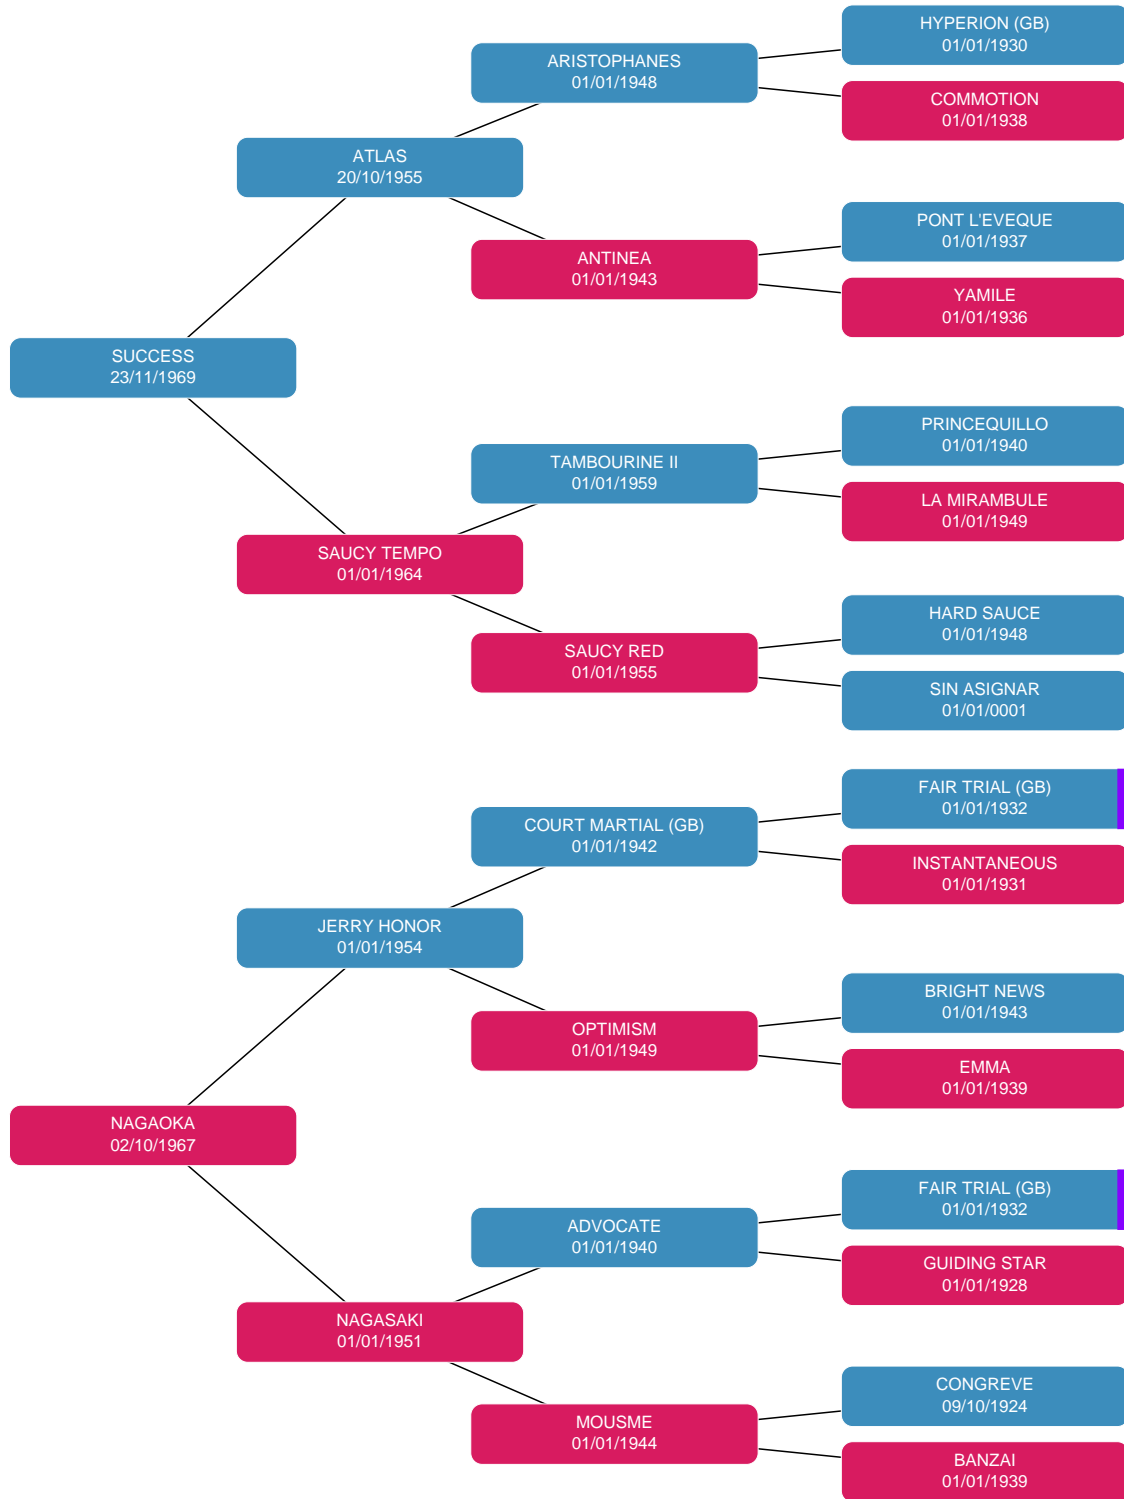 HYPERION (GB)
01/01/1930
ARISTOPHANES
01/01/1948
COMMOTION
01/01/1938
ATLAS
20/10/1955
PONT L'EVEQUE
01/01/1937
ANTINEA
01/01/1943
YAMILE
01/01/1936
SUCCESS
23/11/1969
PRINCEQUILLO
01/01/1940
TAMBOURINE II
01/01/1959
LA MIRAMBULE
01/01/1949
SAUCY TEMPO
01/01/1964
HARD SAUCE
01/01/1948
SAUCY RED
01/01/1955
SIN ASIGNAR
01/01/0001
FAIR TRIAL (GB)
01/01/1932
COURT MARTIAL (GB)
01/01/1942
INSTANTANEOUS
01/01/1931
JERRY HONOR
01/01/1954
BRIGHT NEWS
01/01/1943
OPTIMISM
01/01/1949
EMMA
01/01/1939
NAGAOKA
02/10/1967
FAIR TRIAL (GB)
01/01/1932
ADVOCATE
01/01/1940
GUIDING STAR
01/01/1928
NAGASAKI
01/01/1951
CONGREVE
09/10/1924
MOUSME
01/01/1944
BANZAI
01/01/1939